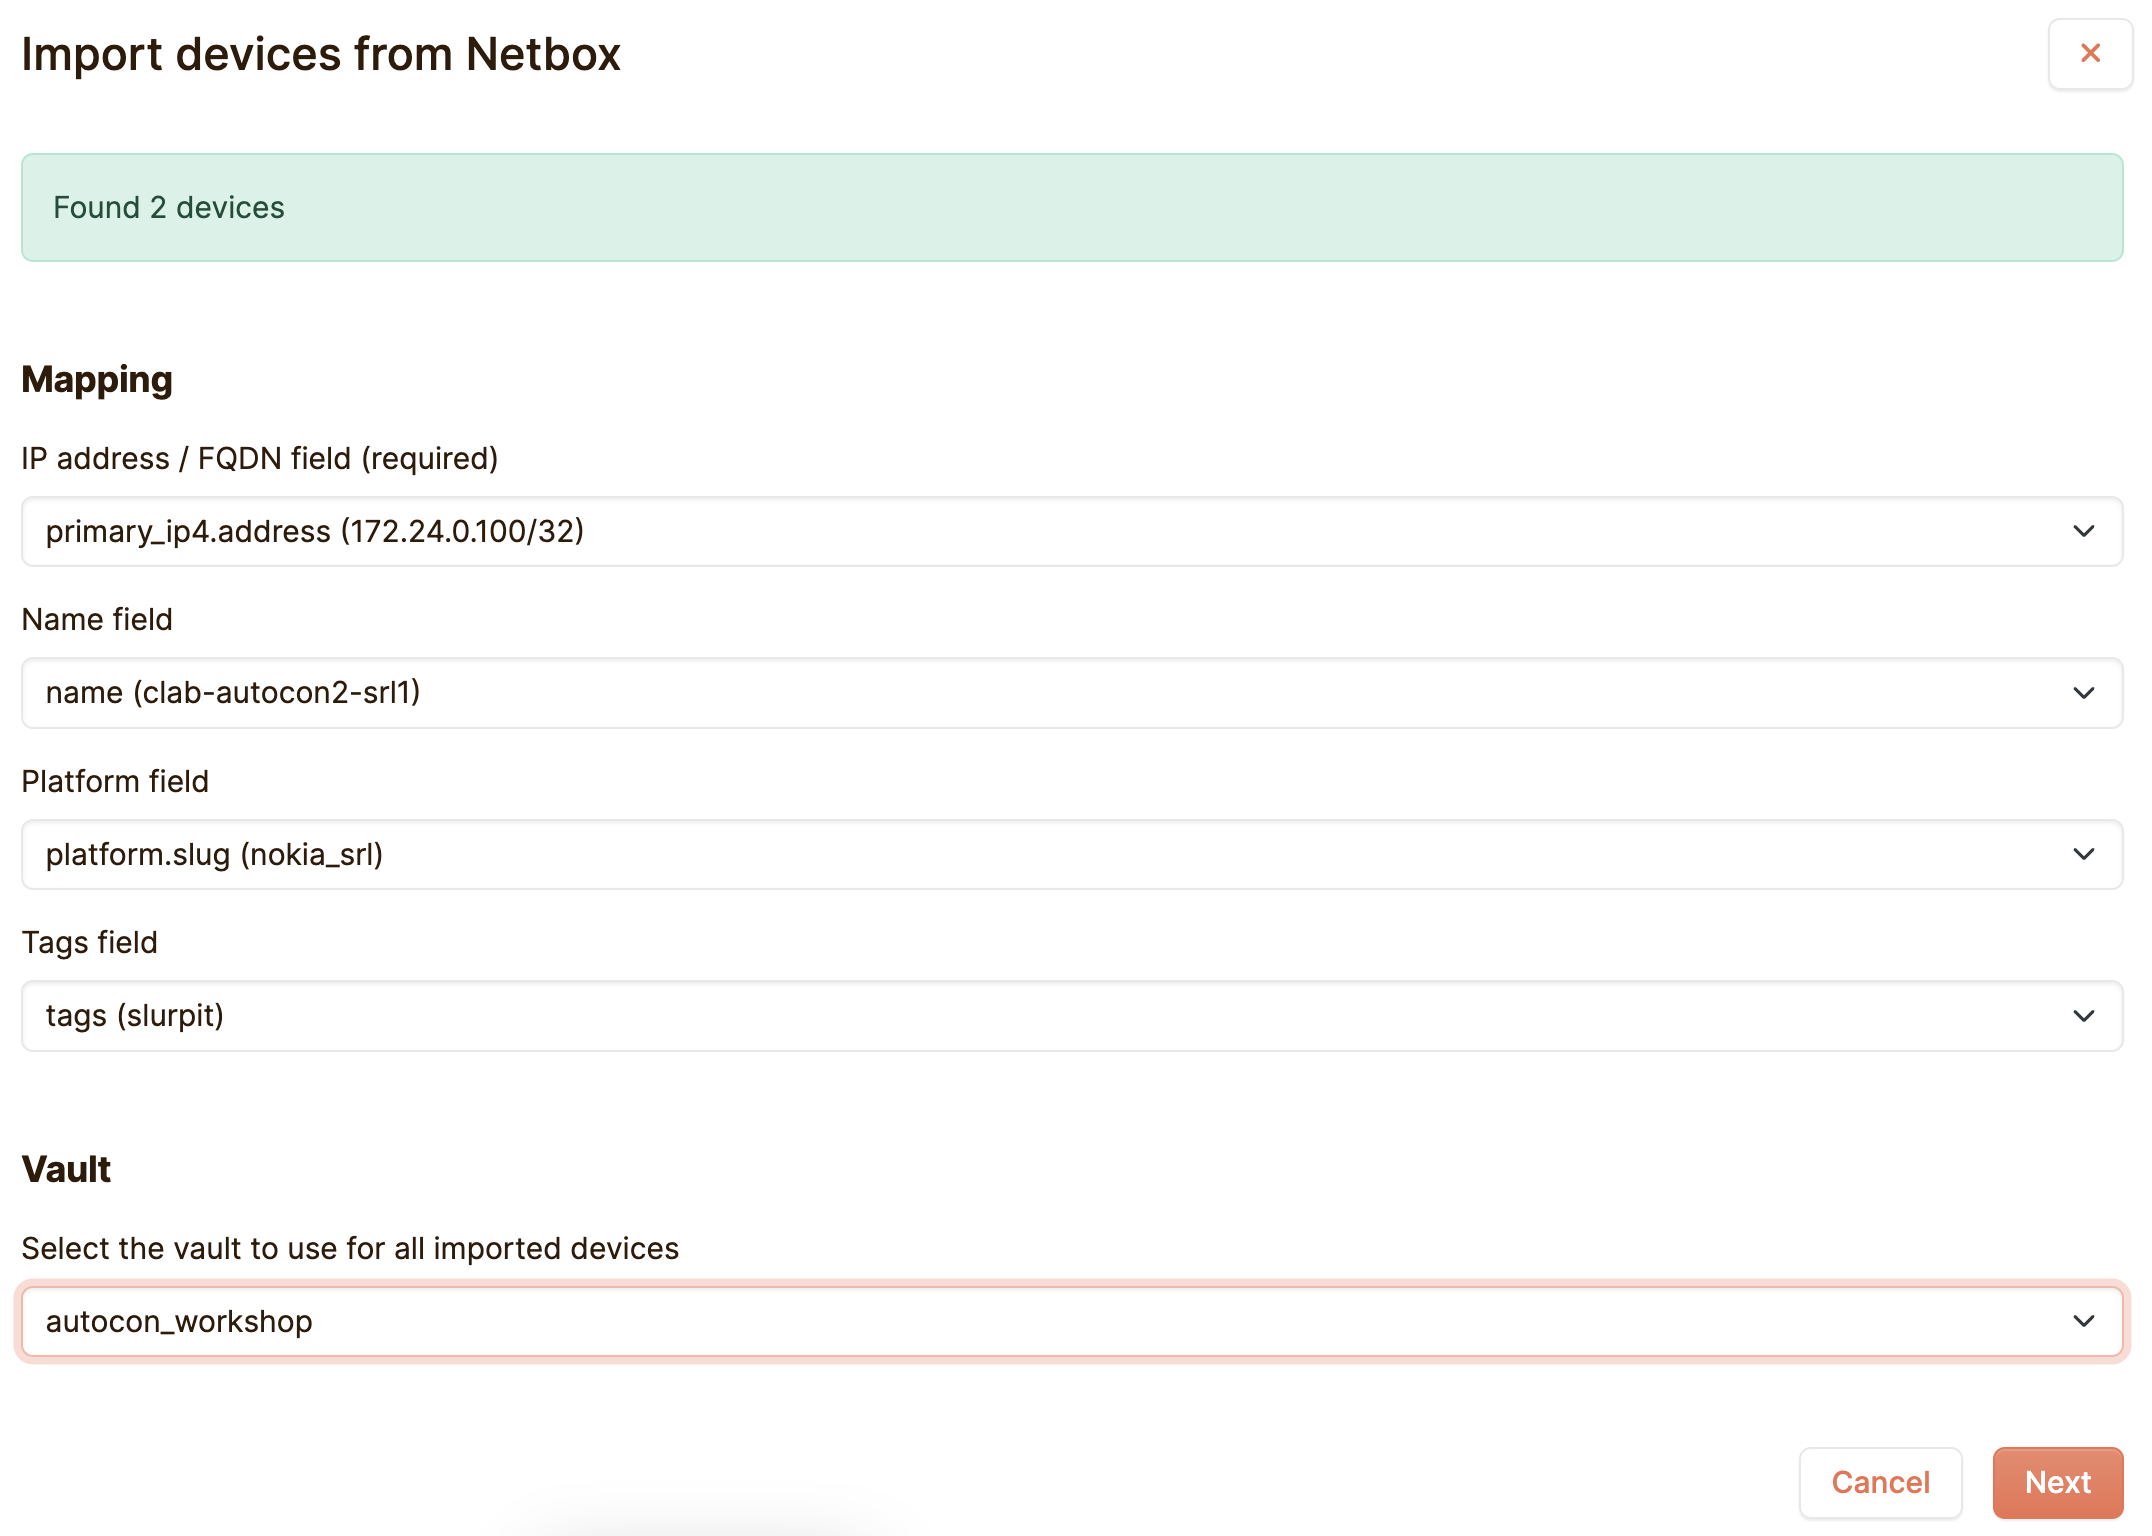 Import devices from Netbox
Found 2 devices
Mapping
IP address / FQDN field (required)
primary_ip4.address (172.24.0.100/32)
Name field
name (clab-autocon2-srl1)
Platform field
platform.slug (nokia_srl)
Tags field
tags (slurpit)
Vault
Select the vault to use for all imported devices
autocon_workshop
Cancel
Next